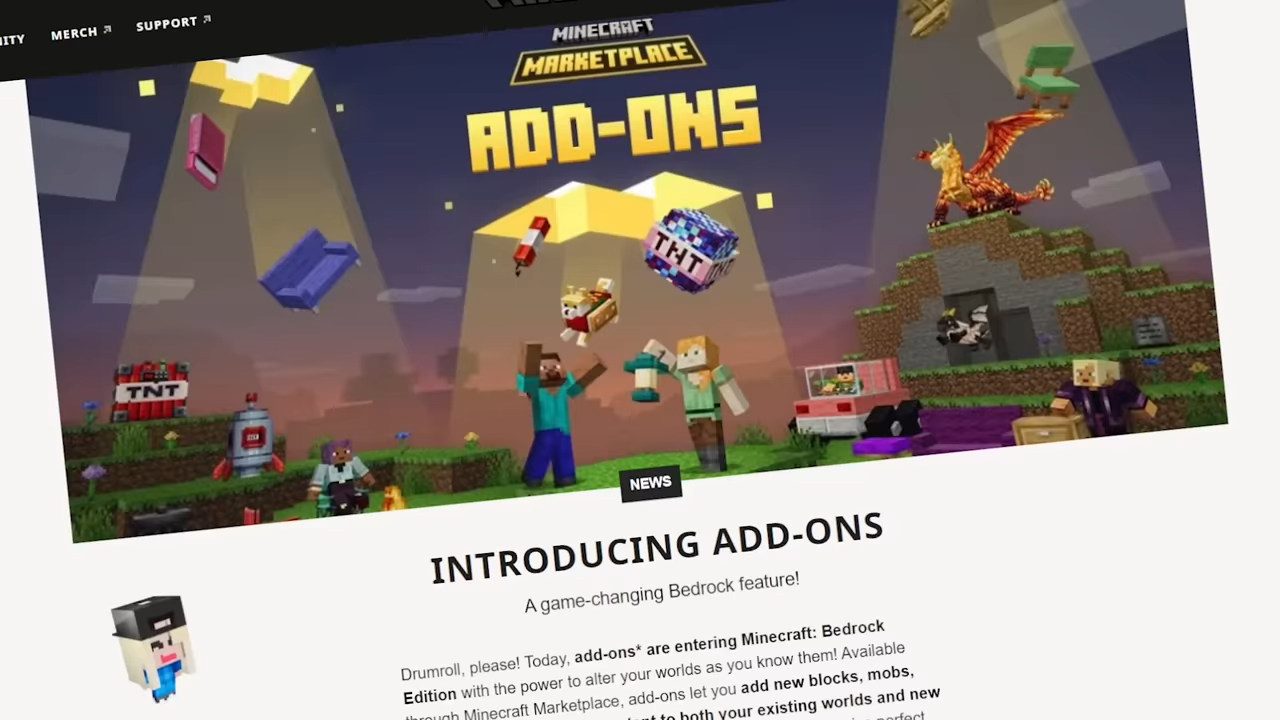 NITY MERCH SUPPORT
MINECRAFT
MARKETPLACE
ADD-ONS
TNT
TNT
NEWS
INTRODUCING ADD-ONS
A game-changing Bedrock feature!
Drumroll, please! Today, add-ons* are entering Minecraft: Bedrock
Edition with the power to alter your worlds as you know them! Available
through Minecraft Marketplace, add-ons let you add new blocks, mobs,
to both your existing worlds and new
perfect